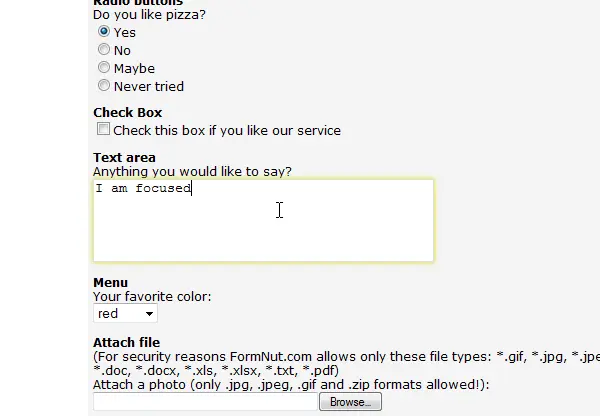 Radio buttons
Do you like pizza?
Yes
No
Maybe
Never tried
Check Box
Check this box if you like our service
Text area
Anything you would like to say?
I am focused
Menu
Your favorite color:
red
Attach file
(For security reasons FormNut.com allows only these file types: *.gif, *.jpg, *.jpe
*.doc, *.docx, *.xls, *.xlsx, *.txt, *.pdf)
Attach a photo (only .jpg, .jpeg, .gif and .zip formats allowed!):
Browse...